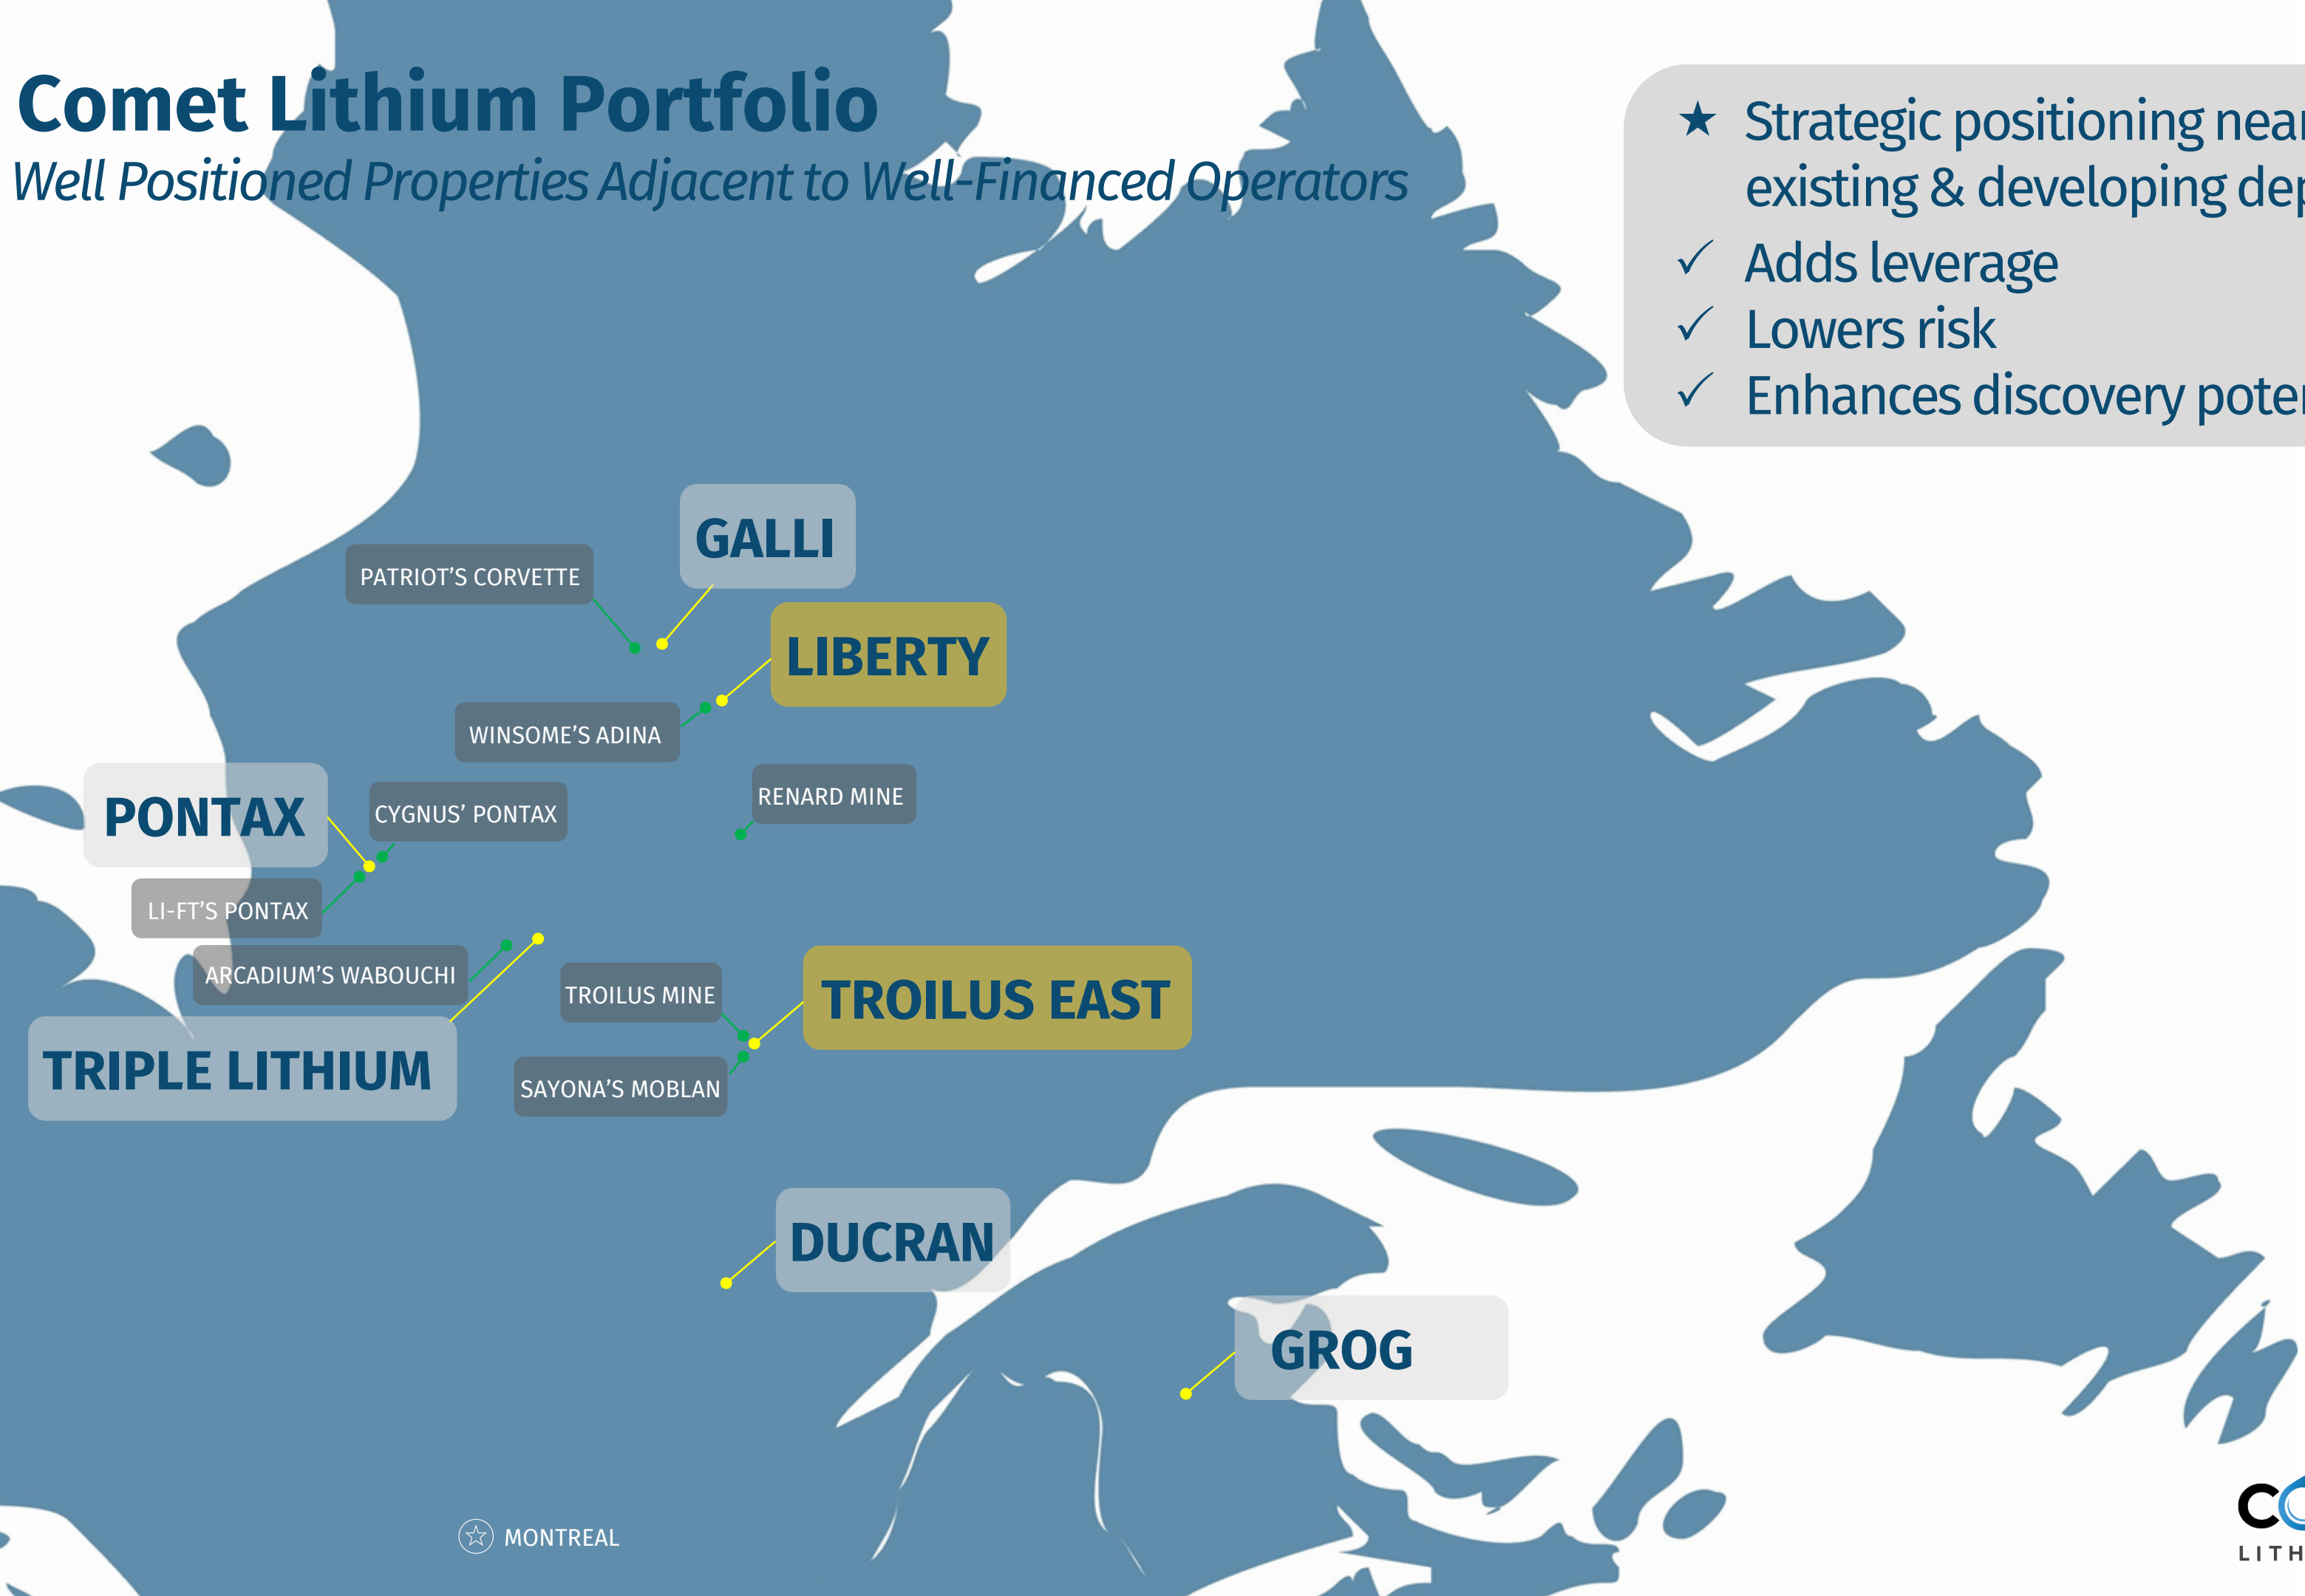 Comet Lithium Portfolio
Well Positioned Properties Adjacent to Well-Financed Operators
★ Strategic positioning near
existing & developing dep
✓ Adds leverage
✓ Lowers risk
✓ Enhances discovery poten
GALLI
PATRIOT'S CORVETTE
LIBERTY
WINSOME'S ADINA
RENARD MINE
PONTAX
CYGNUS' PONTAX
LI-FT'S PONTAX
ARCADIUM'S WABOUCHI
TROILUS MINE
TROILUS EAST
TRIPLE LITHIUM
SAYONA'S MOBLAN
DUCRAN
GROG
MONTREAL
CO
LITH